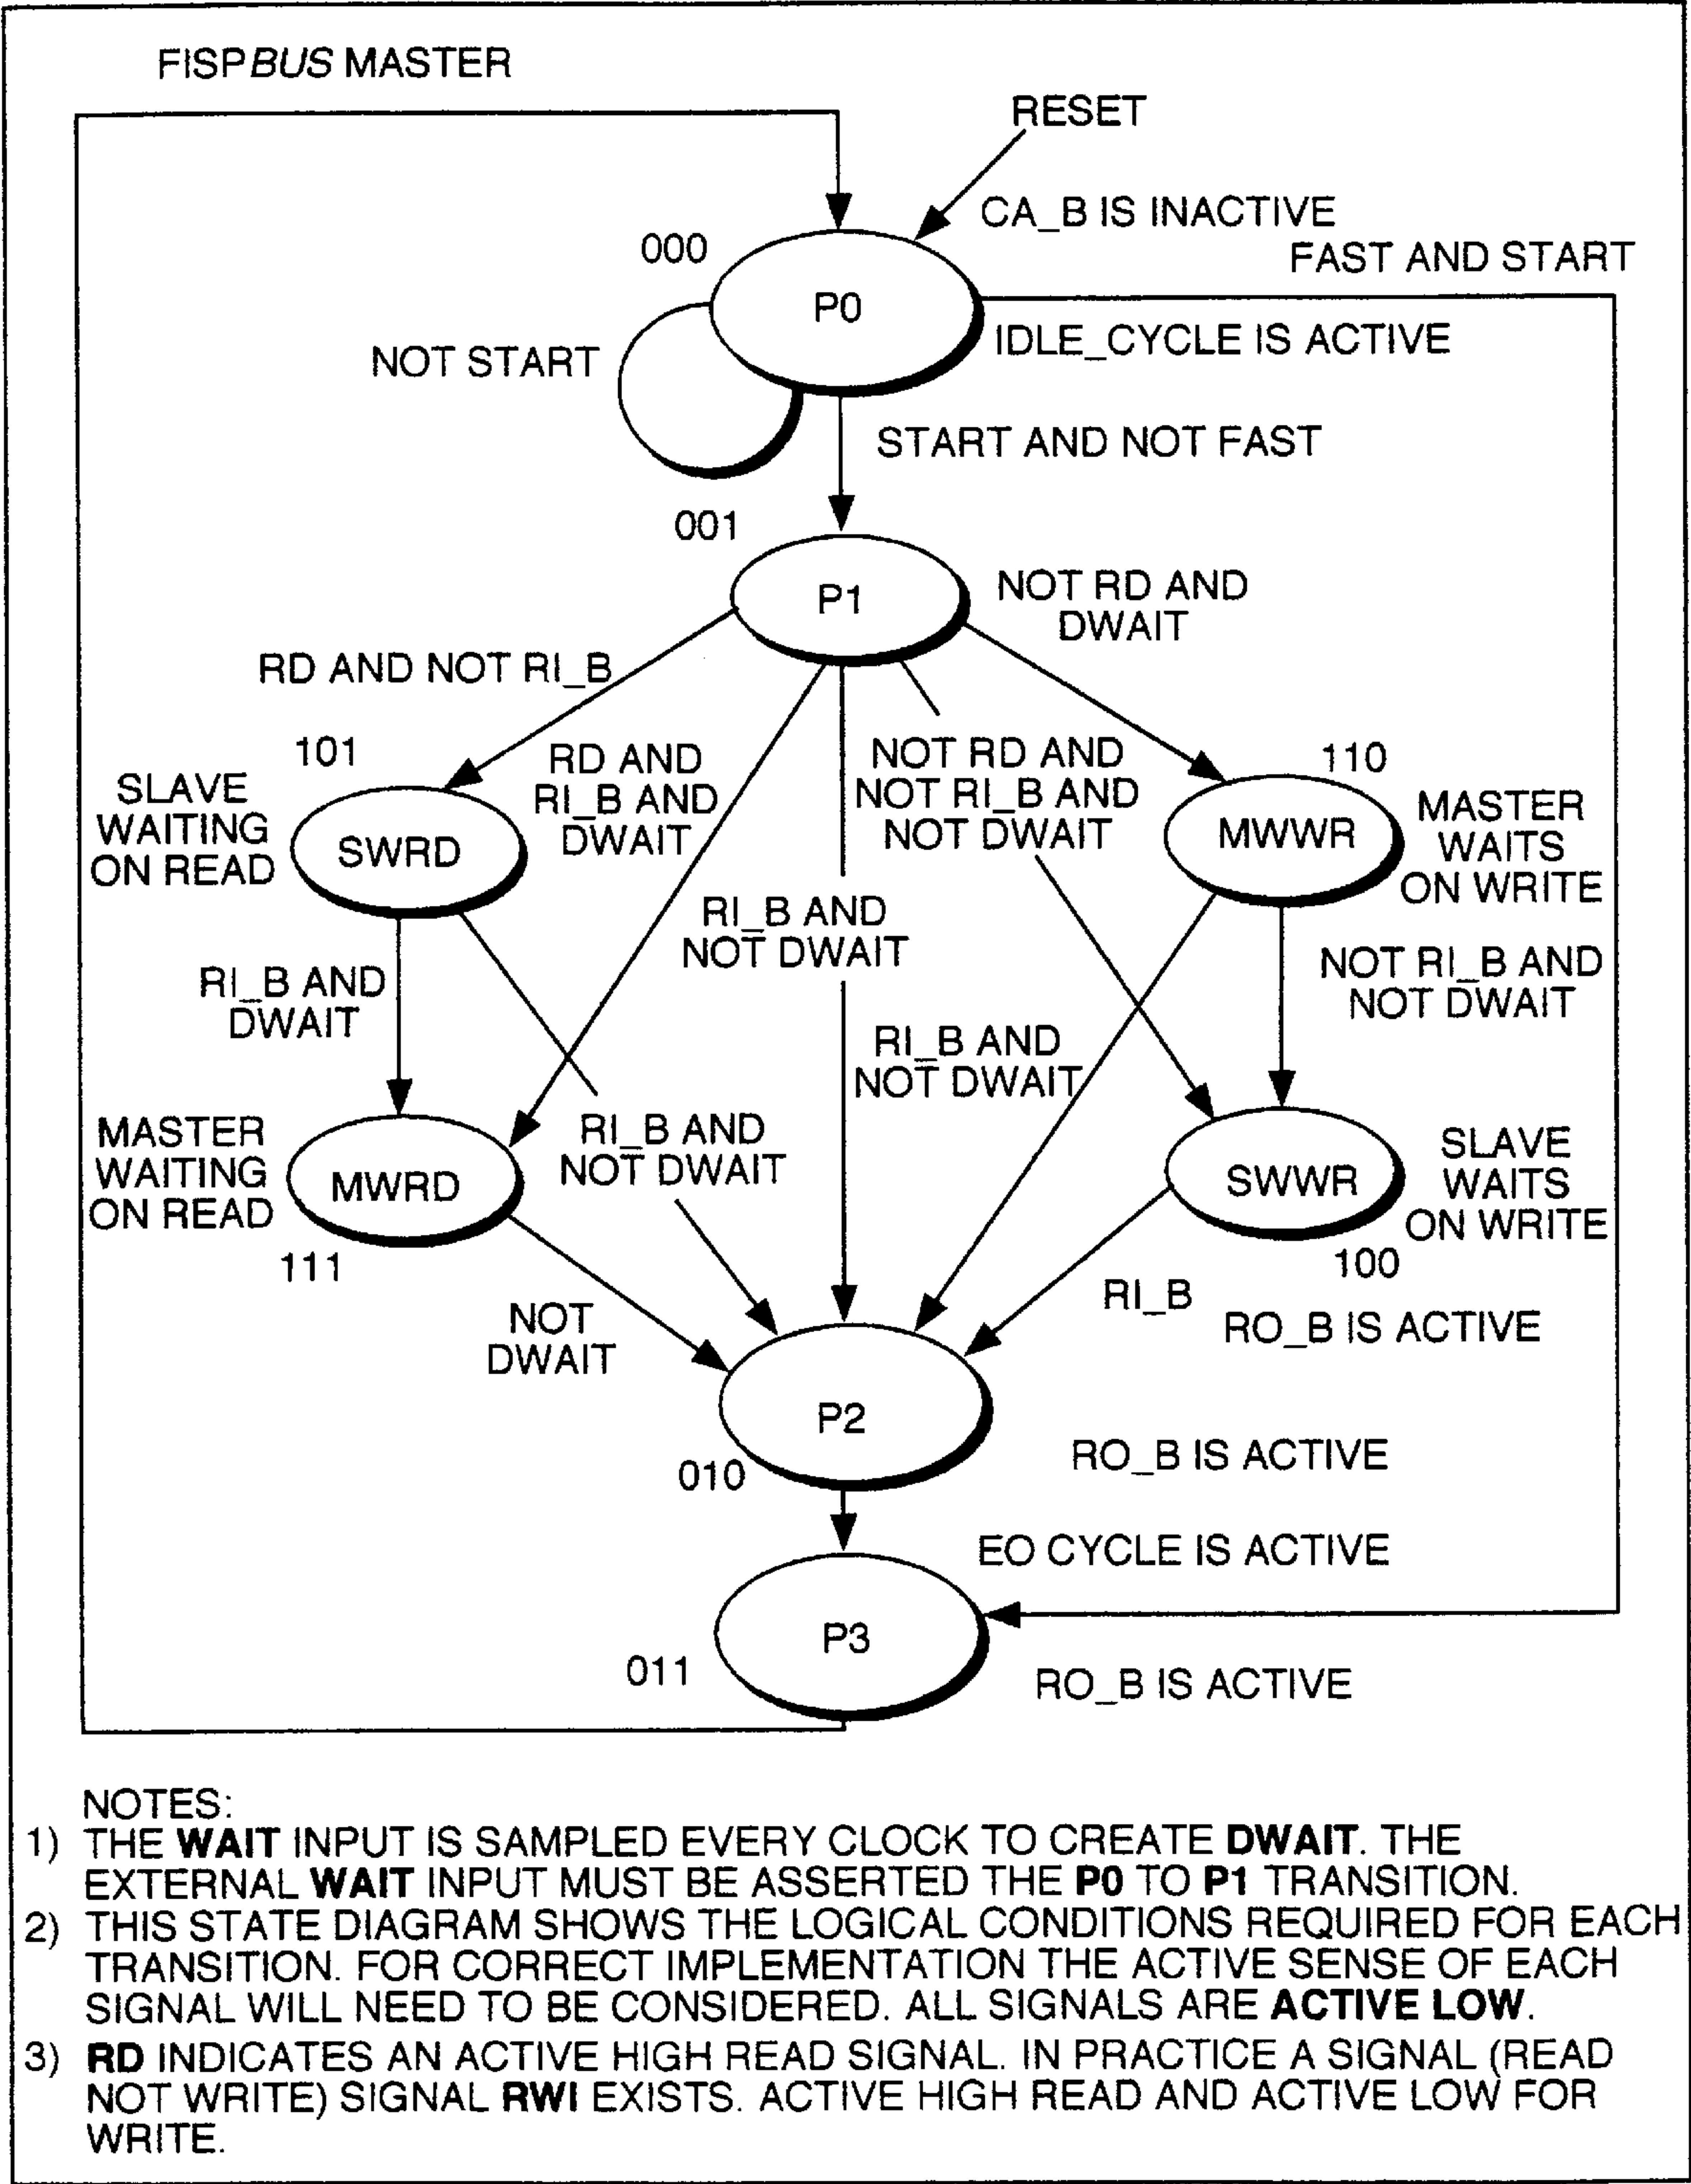 FISPBUS MASTER
RESET
CA_B IS INACTIVE
000
FAST AND START
P0
IDLE_CYCLE IS ACTIVE
NOT START
START AND NOT FAST
001
P1
NOT RD AND
DWAIT
RD AND NOT RI_B
101
SLAVE
WAITING
ON READ
SWRD
RD AND
RI_B AND
DWAIT
NOT RD AND
NOT RI_B AND
NOT DWAIT
110
MWWR
MASTER
WAITS
ON WRITE
RI_B AND
NOT DWAIT
RI_B AND
DWAIT
NOT RI_B AND
NOT DWAIT
RI_B AND
NOT DWAIT
MASTER
WAITING
ON READ
MWRD
111
RI_B AND
NOT DWAIT
SWWR
SLAVE
WAITS
ON WRITE
100
RI_B
RO_B IS ACTIVE
NOT
DWAIT
P2
010
RO_B IS ACTIVE
EO CYCLE IS ACTIVE
P3
011
RO_B IS ACTIVE
NOTES:
1) THE WAIT INPUT IS SAMPLED EVERY CLOCK TO CREATE DWAIT. THE
EXTERNAL WAIT INPUT MUST BE ASSERTED THE P0 TO P1 TRANSITION.
2) THIS STATE DIAGRAM SHOWS THE LOGICAL CONDITIONS REQUIRED FOR EACH
TRANSITION. FOR CORRECT IMPLEMENTATION THE ACTIVE SENSE OF EACH
SIGNAL WILL NEED TO BE CONSIDERED. ALL SIGNALS ARE ACTIVE LOW.
3) RD INDICATES AN ACTIVE HIGH READ SIGNAL. IN PRACTICE A SIGNAL (READ
NOT WRITE) SIGNAL RWI EXISTS. ACTIVE HIGH READ AND ACTIVE LOW FOR
WRITE.